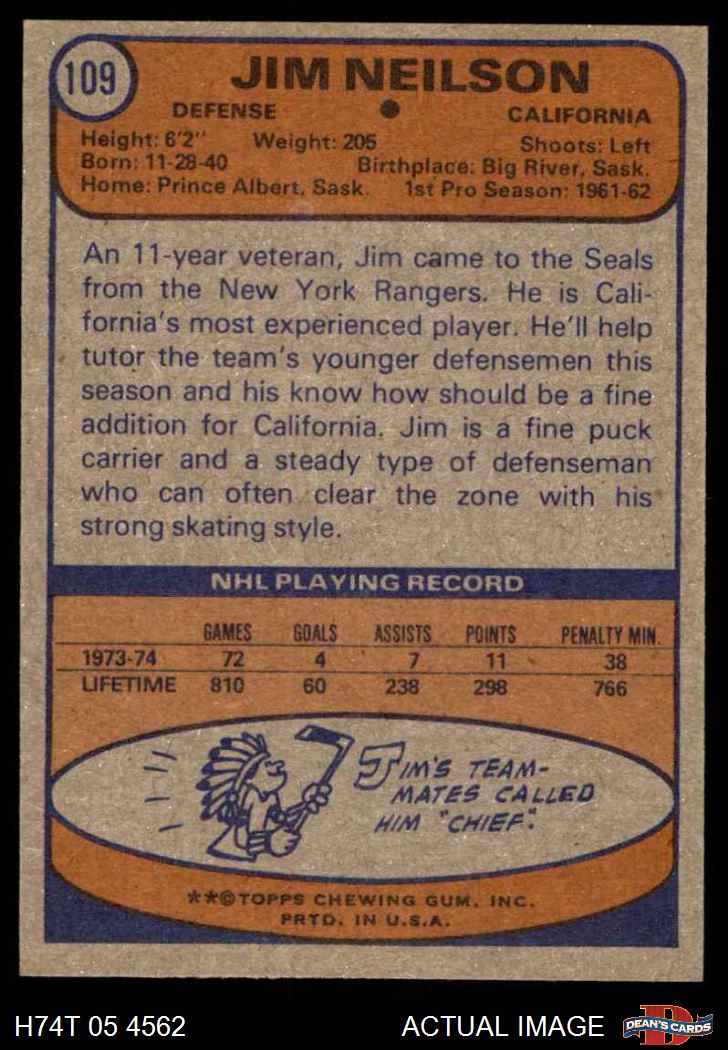 109
JIM NEILSON
DEFENSE ● CALIFORNIA
Height: 6'2" Weight: 205 Shoots: Left
Born: 11-28-40 Birthplace: Big River, Sask.
Home: Prince Albert, Sask. 1st Pro Season: 1961-62
An 11-year veteran, Jim came to the Seals
from the New York Rangers. He is Cali-
fornia's most experienced player. He'll help
tutor the team's younger defensemen this
season and his know how should be a fine
addition for California. Jim is a fine puck
carrier and a steady type of defenseman
who can often clear the zone with his
strong skating style.
NHL PLAYING RECORD
GAMES GOALS ASSISTS POINTS PENALTY MIN.
1973-74 72 4 7 11 38
LIFETIME 810 60 238 298 766
JIM'S TEAM-
MATES CALLED
HIM "CHIEF".
**©TOPPS CHEWING GUM, INC.
PRTD. IN U.S.A.
H74T 05 4562 ACTUAL IMAGE D DEAN'S CARDS